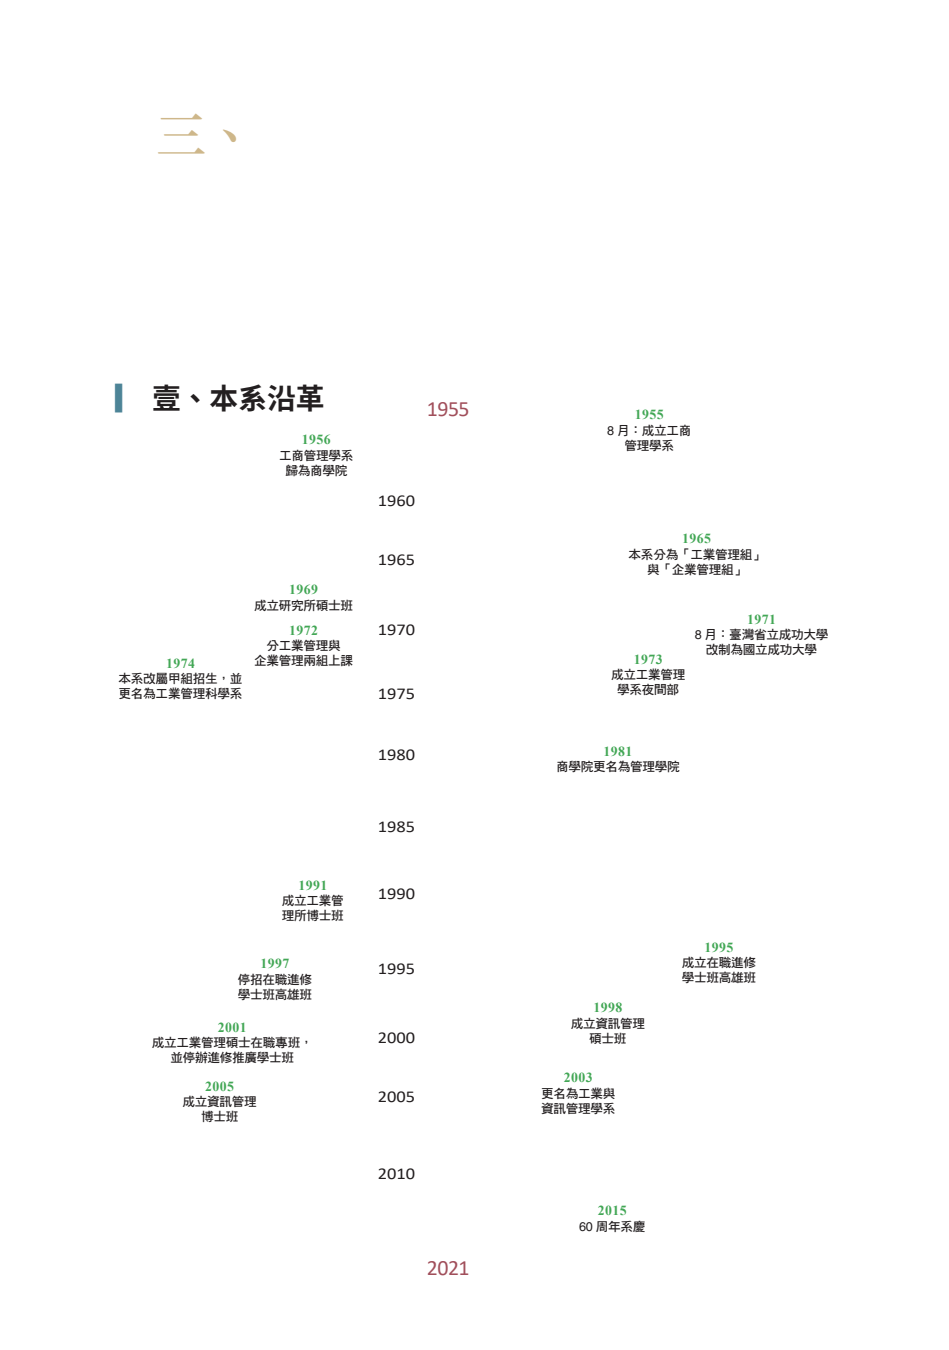 三、
壹、本系沿革
1955
1955
8 月：成立工商
管理學系
1956
工商管理學系
歸為商學院
1960
1965
本系分為「工業管理組」
與「企業管理組」
1965
1969
成立研究所碩士班
1970
1971
8 月：臺灣省立成功大學
改制為國立成功大學
1972
分工業管理與
企業管理兩組上課
1973
成立工業管理
學系夜間部
1974
本系改屬甲組招生，並
更名為工業管理科學系
1975
1980
1981
商學院更名為管理學院
1985
1990
1991
成立工業管
理所博士班
1995
成立在職進修
學士班高雄班
1995
1997
停招在職進修
學士班高雄班
1998
成立資訊管理
碩士班
2000
2001
成立工業管理碩士在職專班，
並停辦進修推廣學士班
2003
更名為工業與
資訊管理學系
2005
2005
成立資訊管理
博士班
2010
2015
60 周年系慶
2021